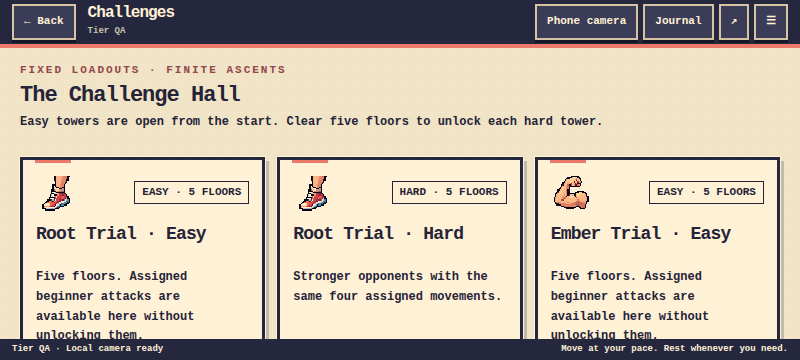 ← Back
Challenges
Tier QA
Phone camera
Journal
↗
☰
FIXED LOADOUTS · FINITE ASCENTS
The Challenge Hall
Easy towers are open from the start. Clear five floors to unlock each hard tower.
EASY · 5 FLOORS
Root Trial · Easy
Five floors. Assigned
beginner attacks are
available here without
unlocking them.
HARD · 5 FLOORS
Root Trial · Hard
Stronger opponents with the
same four assigned movements.
EASY · 5 FLOORS
Ember Trial · Easy
Five floors. Assigned
beginner attacks are
available here without
unlocking them.
Tier QA · Local camera ready
Move at your pace. Rest whenever you need.